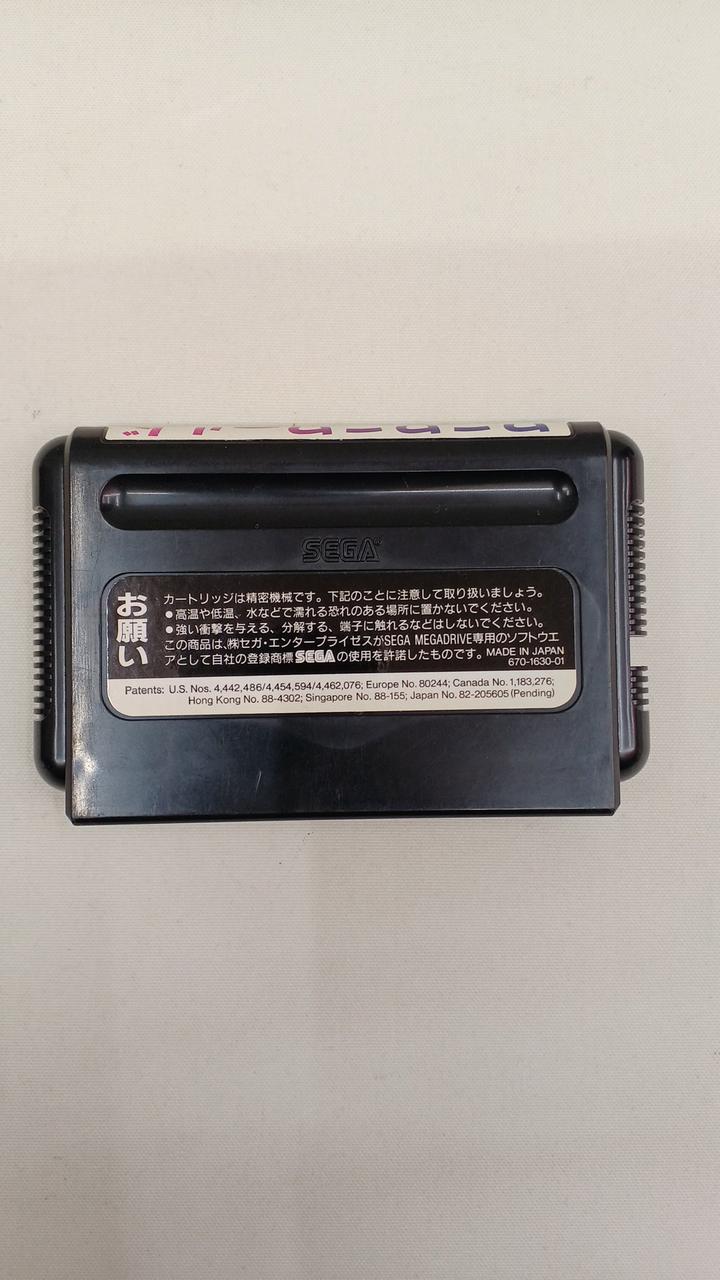 SEGA
お願い
カートリッジは精密機械です。下記のことに注意して取り扱いましょう。
●高温や低温、水などで濡れる恐れのある場所に置かないでください。
●強い衝撃を与える、分解する、端子に触れるなどはしないでください。
この商品は、㈱セガ・エンタープライゼスがSEGA MEGADRIVE専用のソフトウエ
アとして自社の登録商標SEGAの使用を許諾したものです。MADE IN JAPAN
670-1630-01
Patents: U.S. Nos. 4,442,486/4,454,594/4,462,076; Europe No. 80244; Canada No. 1,183,276;
Hong Kong No. 88-4302; Singapore No. 88-155; Japan No. 82-205605 (Pending)